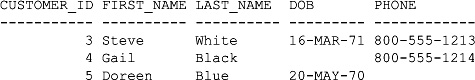 CUSTOMER_ID FIRST_NAME LAST_NAME DOB PHONE
----------- ---------- ---------- --------- ------------
3 Steve White 16-MAR-71 800-555-1213
4 Gail Black 800-555-1214
5 Doreen Blue 20-MAY-70